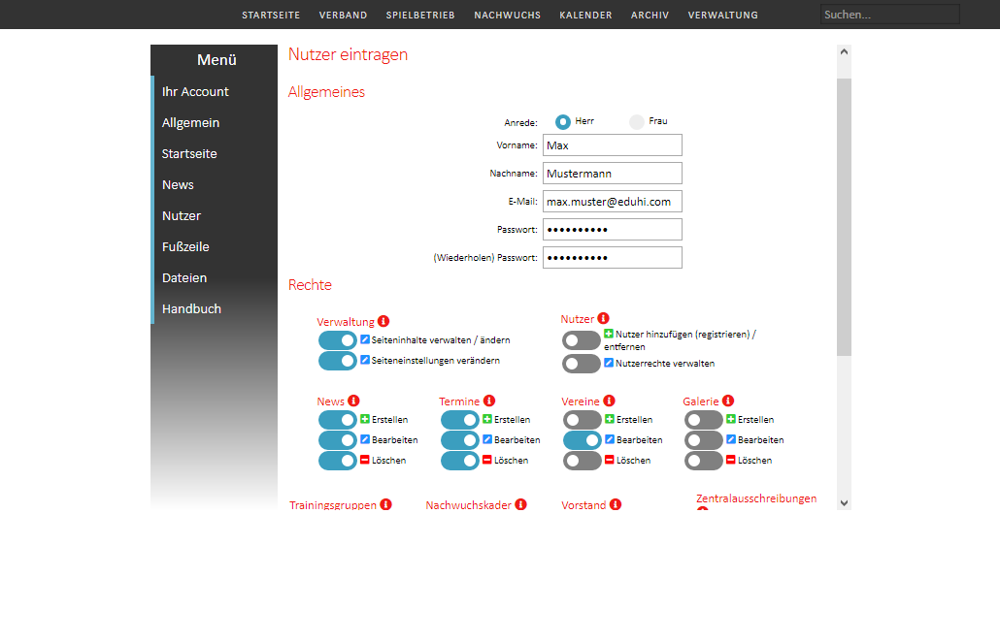 STARTSEITE VERBAND SPIELBETRIEB NACHWUCHS KALENDER ARCHIV VERWALTUNG Suchen...
Menü
Ihr Account
Allgemein
Startseite
News
Nutzer
Fußzeile
Dateien
Handbuch
Nutzer eintragen
Allgemeines
Anrede: Herr Frau
Vorname: Max
Nachname: Mustermann
E-Mail: max.muster@eduhi.com
Passwort: ••••••••••
(Wiederholen) Passwort: ••••••••••
Rechte
Verwaltung
Seiteninhalte verwalten / ändern
Seiteneinstellungen verändern
Nutzer
Nutzer hinzufügen (registrieren) /
entfernen
Nutzerrechte verwalten
News Termine Vereine Galerie
Erstellen Erstellen Erstellen Erstellen
Bearbeiten Bearbeiten Bearbeiten Bearbeiten
Löschen Löschen Löschen Löschen
Trainingsgruppen Nachwuchskader Vorstand Zentralausschreibungen